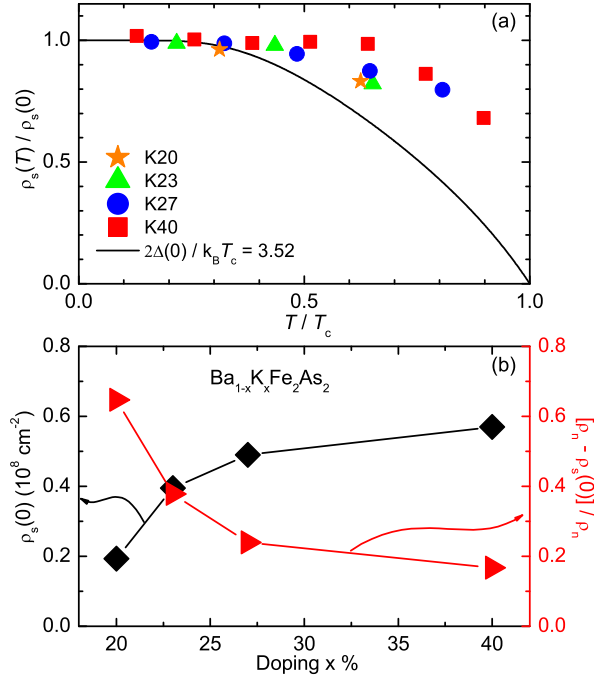 (a)
1.0
0.5
0.0
ρs(T) / ρs(0)
K20
K23
K27
K40
2Δ(0) / kBTc = 3.52
0.0 0.5 1.0
T / Tc
(b)
Ba1-xKxFe2As2
0.8 0.8
0.6 0.6
0.4 0.4
0.2 0.2
0.0 0.0
ρs(0) (10^8 cm^-2)
[ρn - ρs(0)] / ρn
20 25 30 35 40
Doping x %